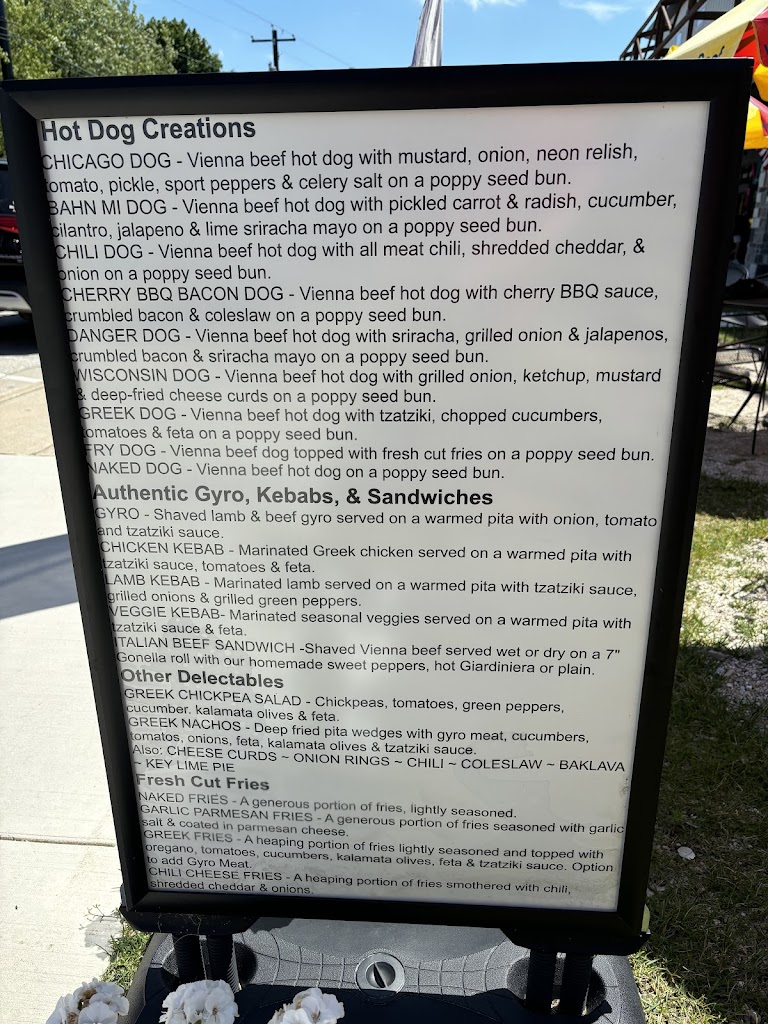 Hot Dog Creations
CHICAGO DOG - Vienna beef hot dog with mustard, onion, neon relish,
tomato, pickle, sport peppers & celery salt on a poppy seed bun.
BAHN MI DOG - Vienna beef hot dog with pickled carrot & radish, cucumber,
cilantro, jalapeno & lime sriracha mayo on a poppy seed bun.
CHILI DOG - Vienna beef hot dog with all meat chili, shredded cheddar, &
onion on a poppy seed bun.
CHERRY BBQ BACON DOG - Vienna beef hot dog with cherry BBQ sauce,
crumbled bacon & coleslaw on a poppy seed bun.
DANGER DOG - Vienna beef hot dog with sriracha, grilled onion & jalapenos,
crumbled bacon & sriracha mayo on a poppy seed bun.
WISCONSIN DOG - Vienna beef hot dog with grilled onion, ketchup, mustard
& deep-fried cheese curds on a poppy seed bun.
GREEK DOG - Vienna beef hot dog with tzatziki, chopped cucumbers,
tomatoes & feta on a poppy seed bun.
FRY DOG - Vienna beef hot dog topped with fresh cut fries on a poppy seed bun.
NAKED DOG - Vienna beef hot dog on a poppy seed bun.
Authentic Gyro, Kebabs, & Sandwiches
GYRO - Shaved lamb & beef gyro served on a warmed pita with onion, tomato
and tzatziki sauce.
CHICKEN KEBAB - Marinated Greek chicken served on a warmed pita with
tzatziki sauce, tomatoes & feta.
LAMB KEBAB - Marinated lamb served on a warmed pita with tzatziki sauce,
grilled onions & grilled green peppers.
VEGGIE KEBAB- Marinated seasonal veggies served on a warmed pita with
tzatziki sauce & feta.
ITALIAN BEEF SANDWICH -Shaved Vienna beef served wet or dry on a 7"
Gonella roll with our homemade sweet peppers, hot Giardiniera or plain.
Other Delectables
GREEK CHICKPEA SALAD - Chickpeas, tomatoes, green peppers,
cucumber. kalamata olives & feta.
GREEK NACHOS - Deep fried pita wedges with gyro meat, cucumbers,
tomatos, onions, feta, kalamata olives & tzatziki sauce.
Also: CHEESE CURDS ~ ONION RINGS ~ CHILI ~ COLESLAW ~ BAKLAVA
~ KEY LIME PIE
Fresh Cut Fries
NAKED FRIES - A generous portion of fries, lightly seasoned.
GARLIC PARMESAN FRIES - A generous portion of fries seasoned with garlic
salt & coated in parmesan cheese.
GREEK FRIES - A heaping portion of fries lightly seasoned and topped with
oregano, tomatoes, cucumbers, kalamata olives, feta & tzatziki sauce. Option
to add Gyro Meat.
CHILI CHEESE FRIES - A heaping portion of fries smothered with chili,
shredded cheddar & onions.